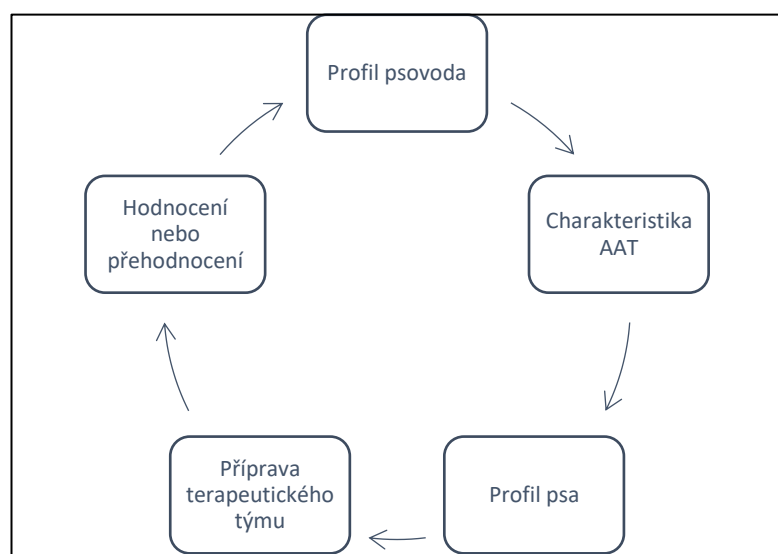 Profil psovoda
Charakteristika
AAT
Profil psa
Příprava
terapeutického
týmu
Hodnocení
nebo
přehodnocení